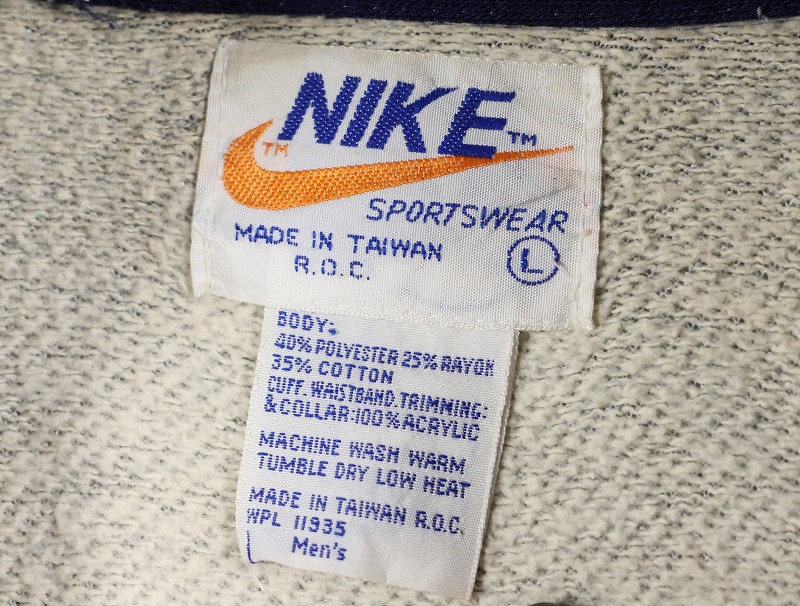 NIKE™
™
SPORTSWEAR
MADE IN TAIWAN
R.O.C.
L
BODY:
40% POLYESTER 25% RAYON
35% COTTON
CUFF. WAISTBAND. TRIMMING:
& COLLAR:100% ACRYLIC
MACHINE WASH WARM
TUMBLE DRY LOW HEAT
MADE IN TAIWAN R.O.C.
WPL 11935
Men's